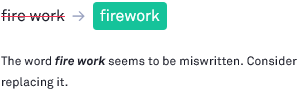 fire work → firework
The word fire work seems to be miswritten. Consider
replacing it.